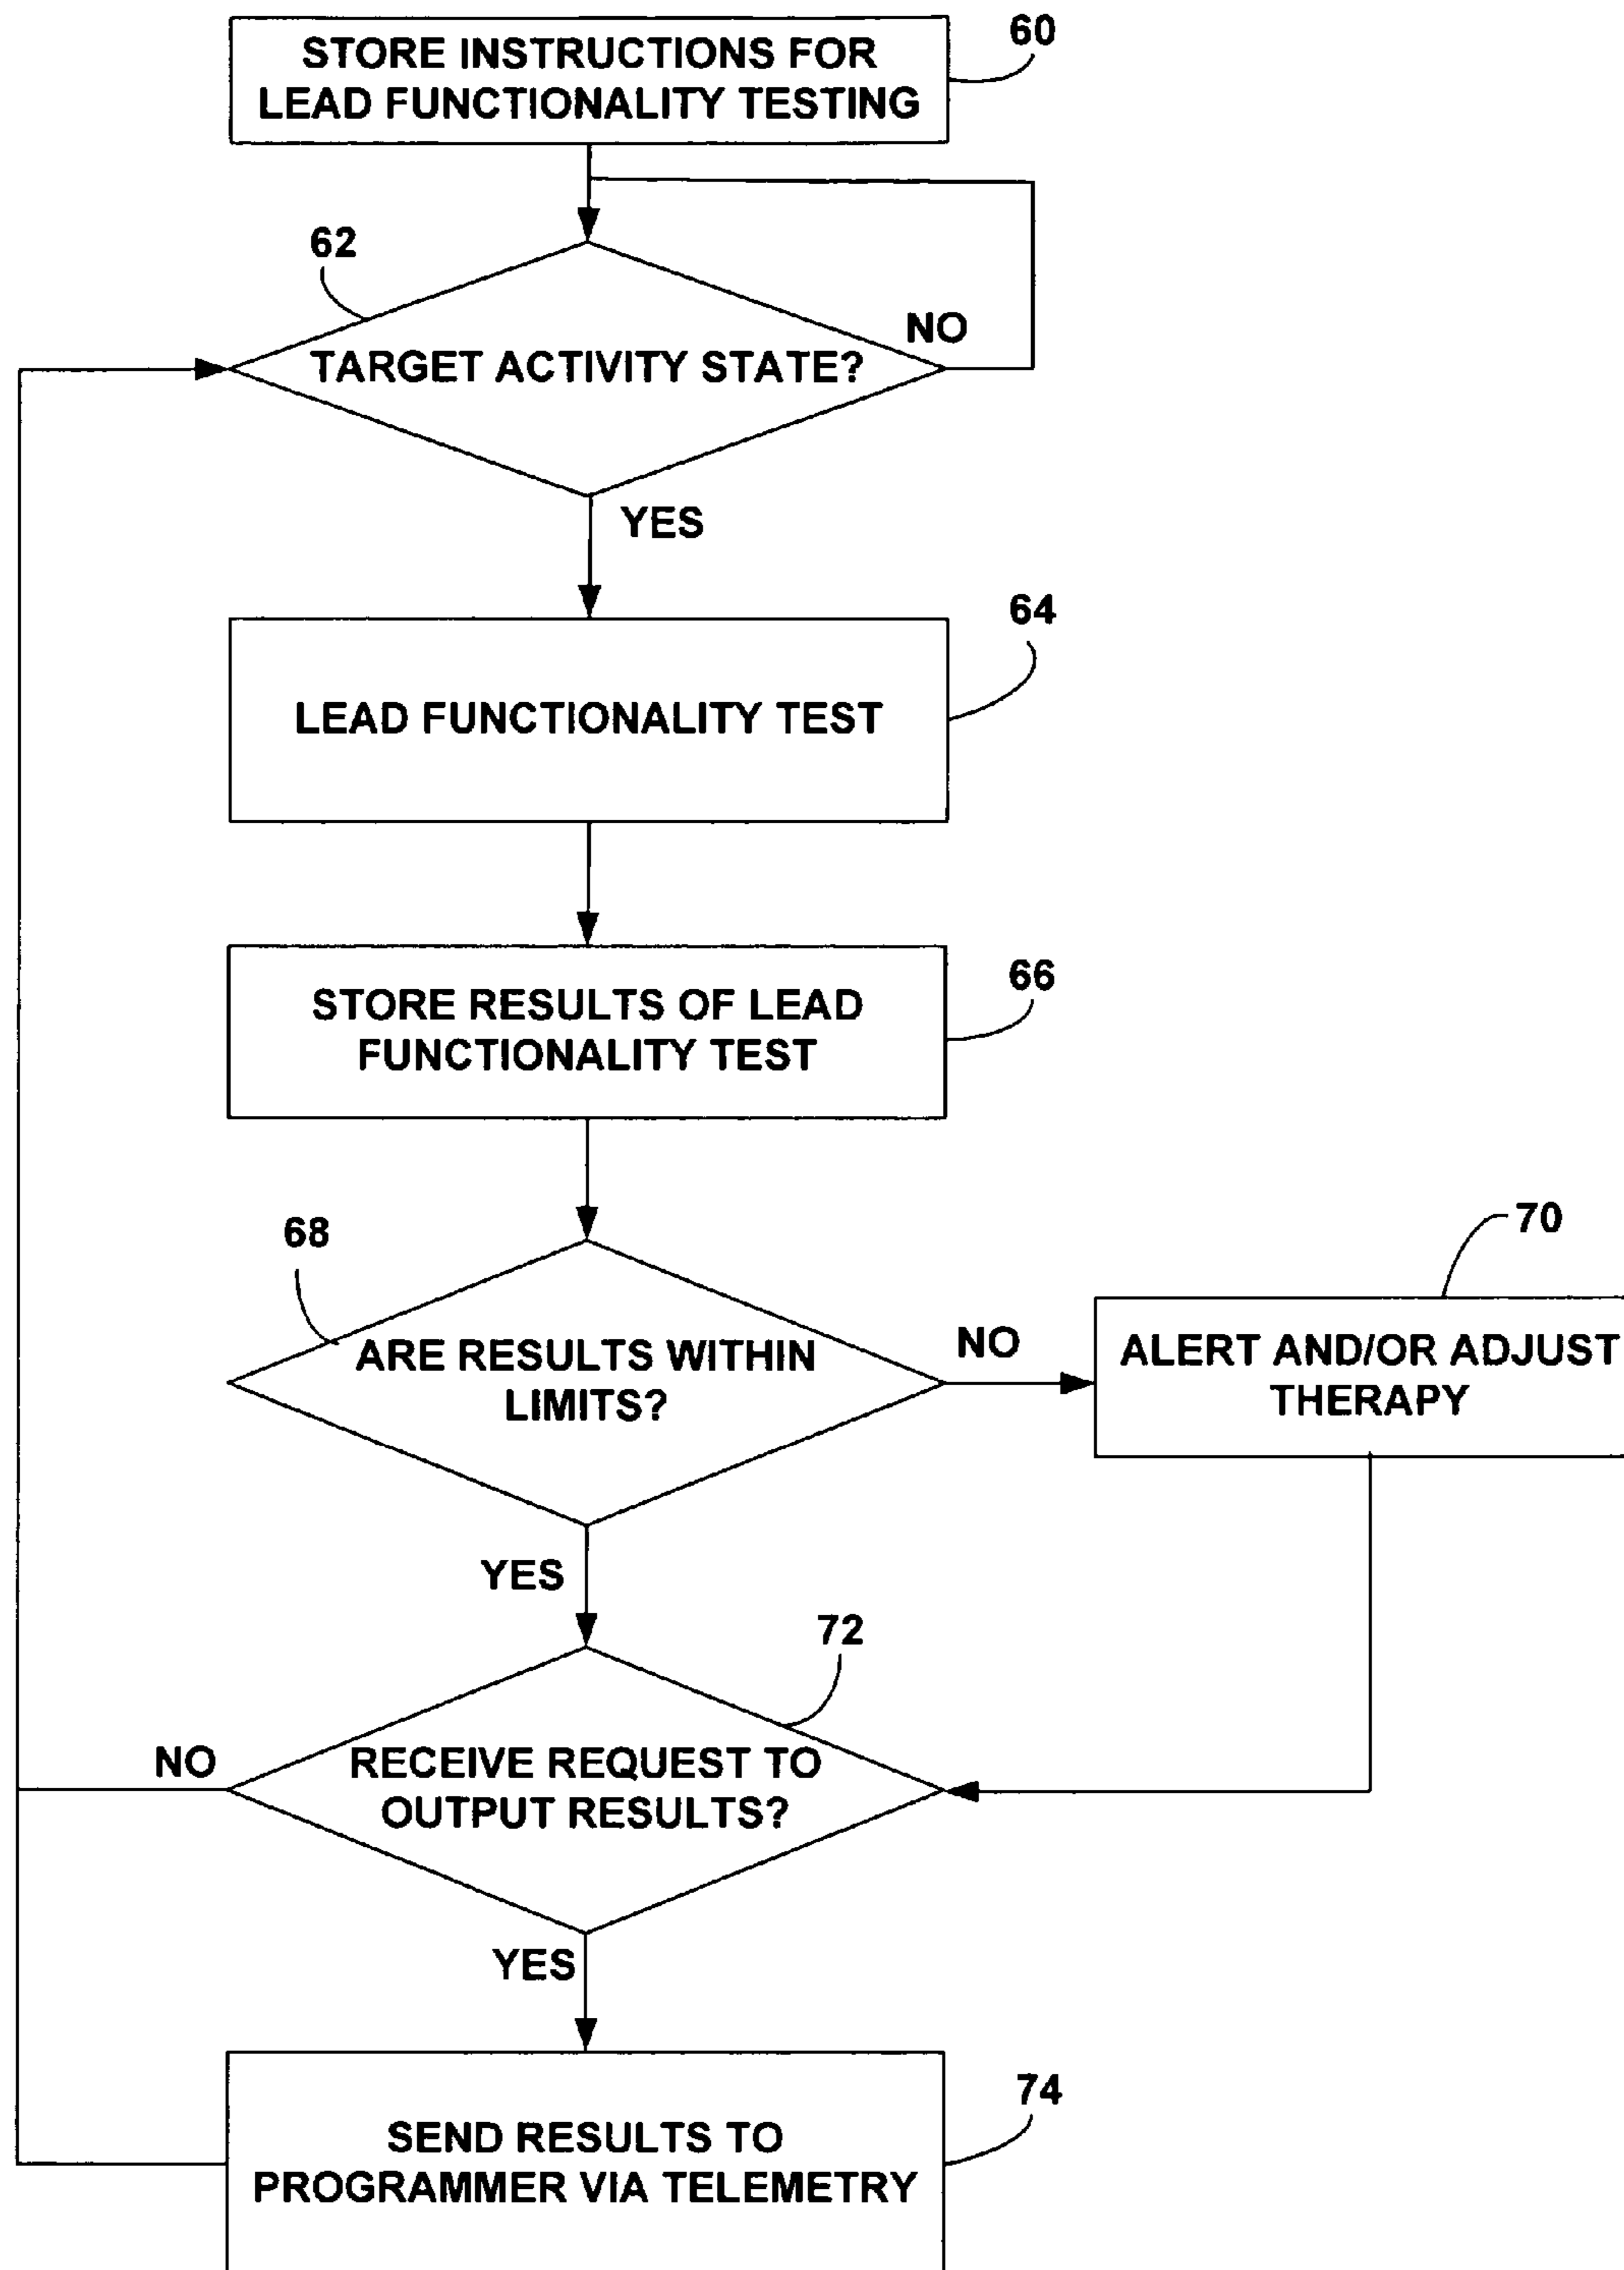 60
STORE INSTRUCTIONS FOR
LEAD FUNCTIONALITY TESTING
62
NO
TARGET ACTIVITY STATE?
YES
64
LEAD FUNCTIONALITY TEST
66
STORE RESULTS OF LEAD
FUNCTIONALITY TEST
68
70
NO
ARE RESULTS WITHIN
LIMITS?
ALERT AND/OR ADJUST
THERAPY
YES
72
NO
RECEIVE REQUEST TO
OUTPUT RESULTS?
YES
74
SEND RESULTS TO
PROGRAMMER VIA TELEMETRY